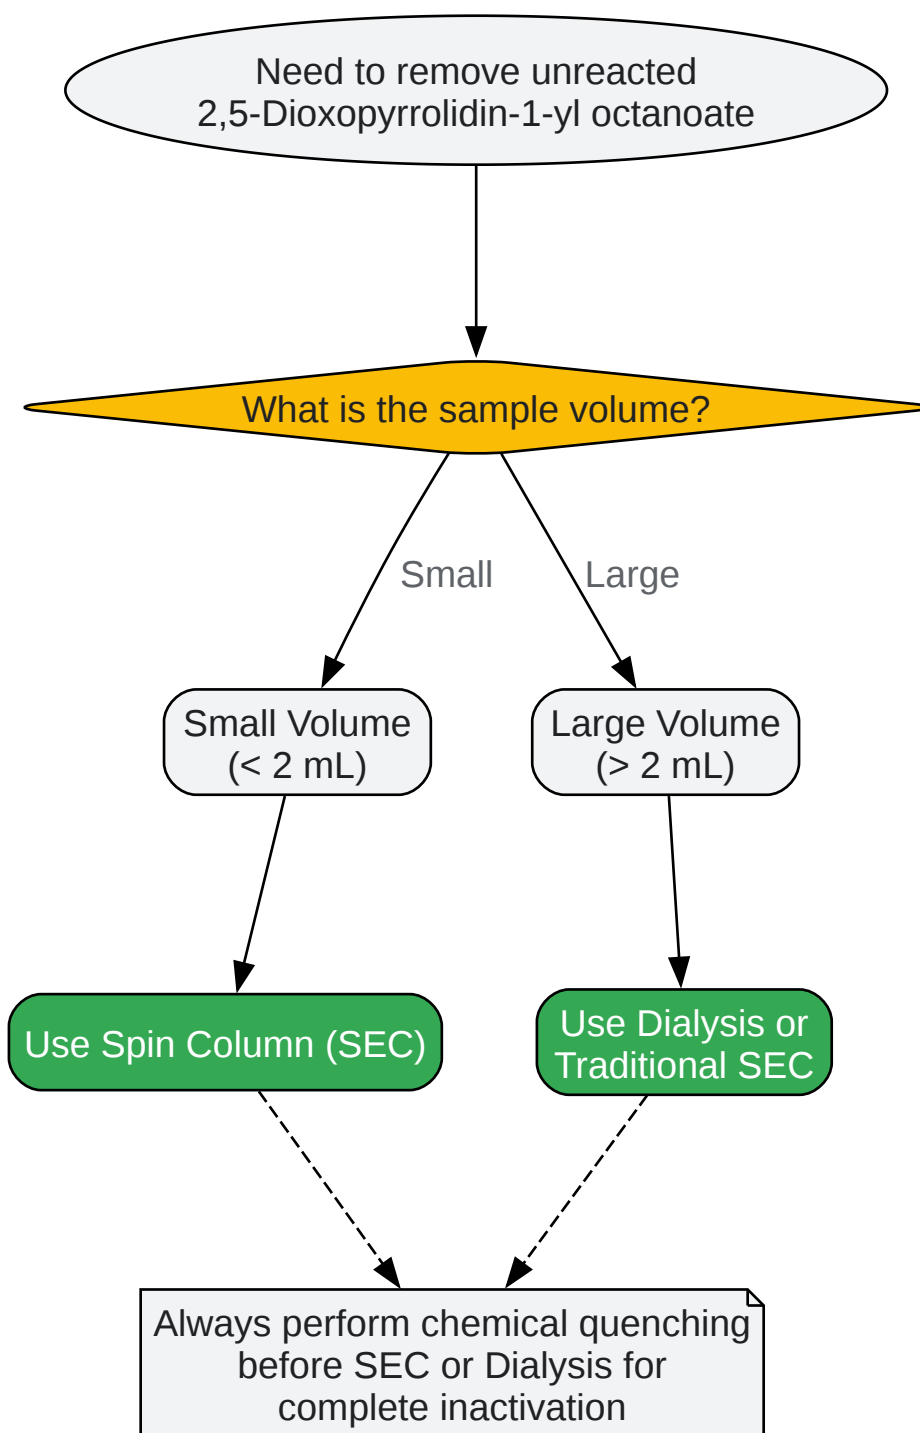 Need to remove unreacted
2,5-Dioxopyrrolidin-1-yl octanoate
What is the sample volume?
Small
Large
Small Volume
(< 2 mL)
Large Volume
(> 2 mL)
Use Spin Column (SEC)
Use Dialysis or
Traditional SEC
Always perform chemical quenching
before SEC or Dialysis for
complete inactivation